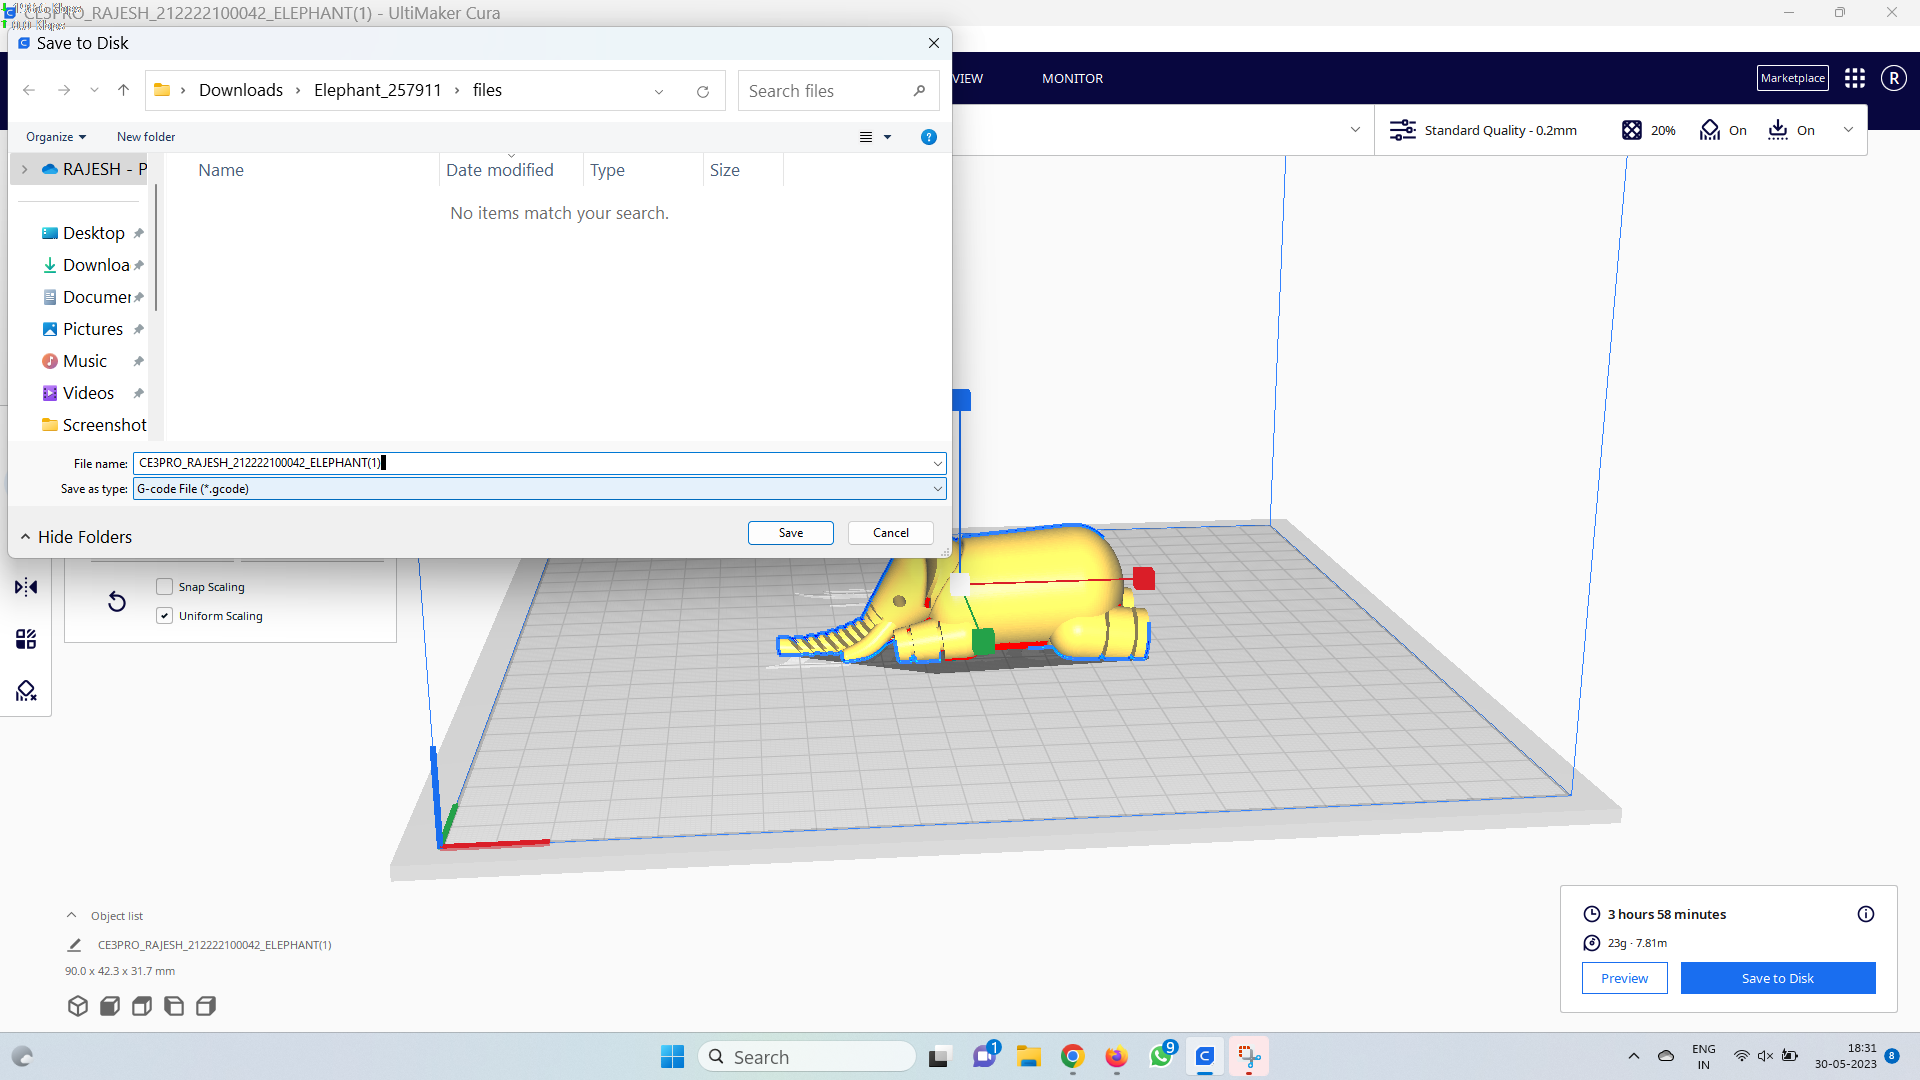 CE3PRO_RAJESH_212222100042_ELEPHANT(1) - UltiMaker Cura
Save to Disk
Downloads
Elephant_257911
files
Search files
VIEW
MONITOR
Marketplace
R
Organize
New folder
Standard Quality - 0.2mm
20%
On
On
RAJESH - P
Name
Date modified
Type
Size
No items match your search.
Desktop
Downloa
Documer
Pictures
Music
Videos
Screenshot
File name:
CE3PRO_RAJESH_212222100042_ELEPHANT(1)
Save as type:
G-code File (*.gcode)
Hide Folders
Save
Cancel
Snap Scaling
Uniform Scaling
Object list
CE3PRO_RAJESH_212222100042_ELEPHANT(1)
90.0 x 42.3 x 31.7 mm
3 hours 58 minutes
23g · 7.81m
Preview
Save to Disk
Search
1
9
ENG
IN
18:31
30-05-2023
8